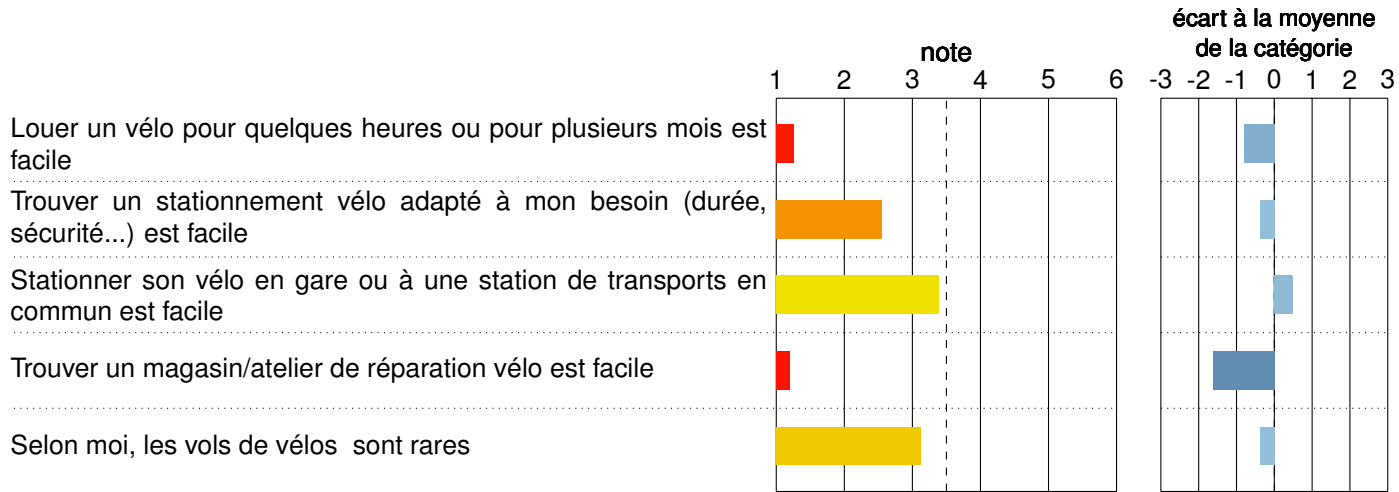 écart à la moyenne
note de la catégorie
1 2 3 4 5 6 -3 -2 -1 0 1 2 3
Louer un vélo pour quelques heures ou pour plusieurs mois est
facile
Trouver un stationnement vélo adapté à mon besoin (durée,
sécurité...) est facile
Stationner son vélo en gare ou à une station de transports en
commun est facile
Trouver un magasin/atelier de réparation vélo est facile
Selon moi, les vols de vélos sont rares